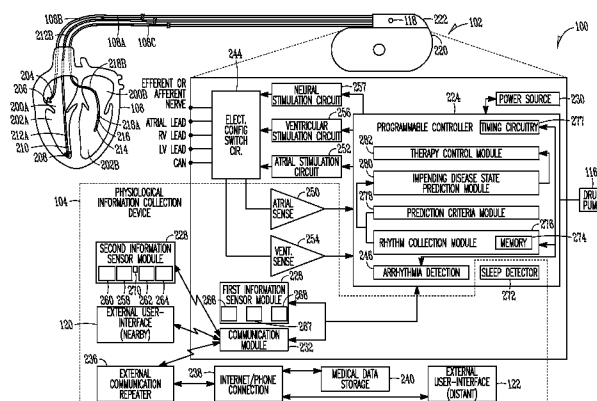 108B
212B
108A
108C
118
222
102
220
100
204
206
200A
202A
212A
210
208
218B
200B
108
218A
216
214
202B
EFFERENT OR
AFFERENT
NERVE
ATRIAL LEAD
RV LEAD
LV LEAD
CAN
244
ELECT.
CONFIG
SWITCH
CIR.
NEURAL
STIMULATION CIRCUIT
257
256
VENTRICULAR
STIMULATION CIRCUIT
252
ATRIAL STIMULATION
CIRCUIT
250
ATRIAL
SENSE
254
VENT.
SENSE
224
POWER SOURCE
PROGRAMMABLE CONTROLLER
TIMING CIRCUITRY
277
282
THERAPY CONTROL MODULE
280
IMPENDING DISEASE STATE
PREDICTION MODULE
278
PREDICTION CRITERIA MODULE
276
RHYTHM COLLECTION MODULE
MEMORY
274
246
ARRHYTHMIA DETECTION
SLEEP DETECTOR
272
116
DRUG
PUMP
104
PHYSIOLOGICAL
INFORMATION COLLECTION
DEVICE
228
SECOND INFORMATION
SENSOR MODULE
260
258
270
262
264
228
FIRST INFORMATION
SENSOR MODULE
266
268
267
120
EXTERNAL USER-
INTERFACE
(NEARBY)
COMMUNICATION
MODULE
232
236
EXTERNAL
COMMUNICATION
REPEATER
238
INTERNET/PHONE
CONNECTION
MEDICAL DATA
STORAGE
240
EXTERNAL
USER-INTERFACE
(DISTANT)
122